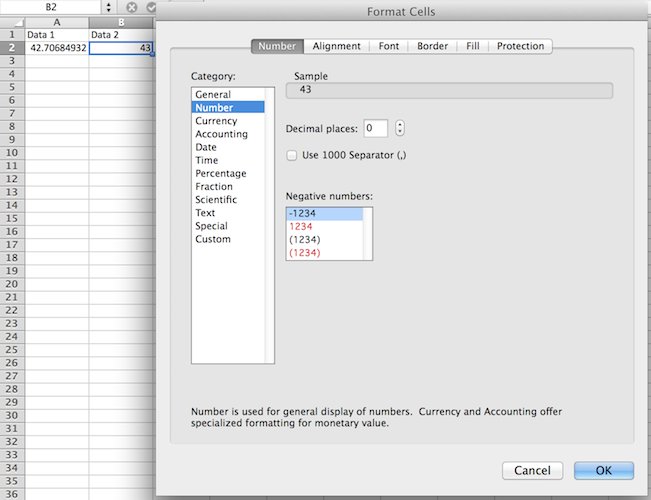 B2
Format Cells
A B
1 Data 1 Data 2
2 42.70684932 43
3
4
5
6
7
8
9
10
11
12
13
14
15
16
17
18
19
20
21
22
23
24
25
26
27
28
29
30
31
32
33
34
35
36
Number Alignment Font Border Fill Protection
Category:
General
Number
Currency
Accounting
Date
Time
Percentage
Fraction
Scientific
Text
Special
Custom
Sample
43
Decimal places: 0
Use 1000 Separator (,)
Negative numbers:
-1234
1234
(1234)
(1234)
Number is used for general display of numbers. Currency and Accounting offer
specialized formatting for monetary value.
Cancel OK